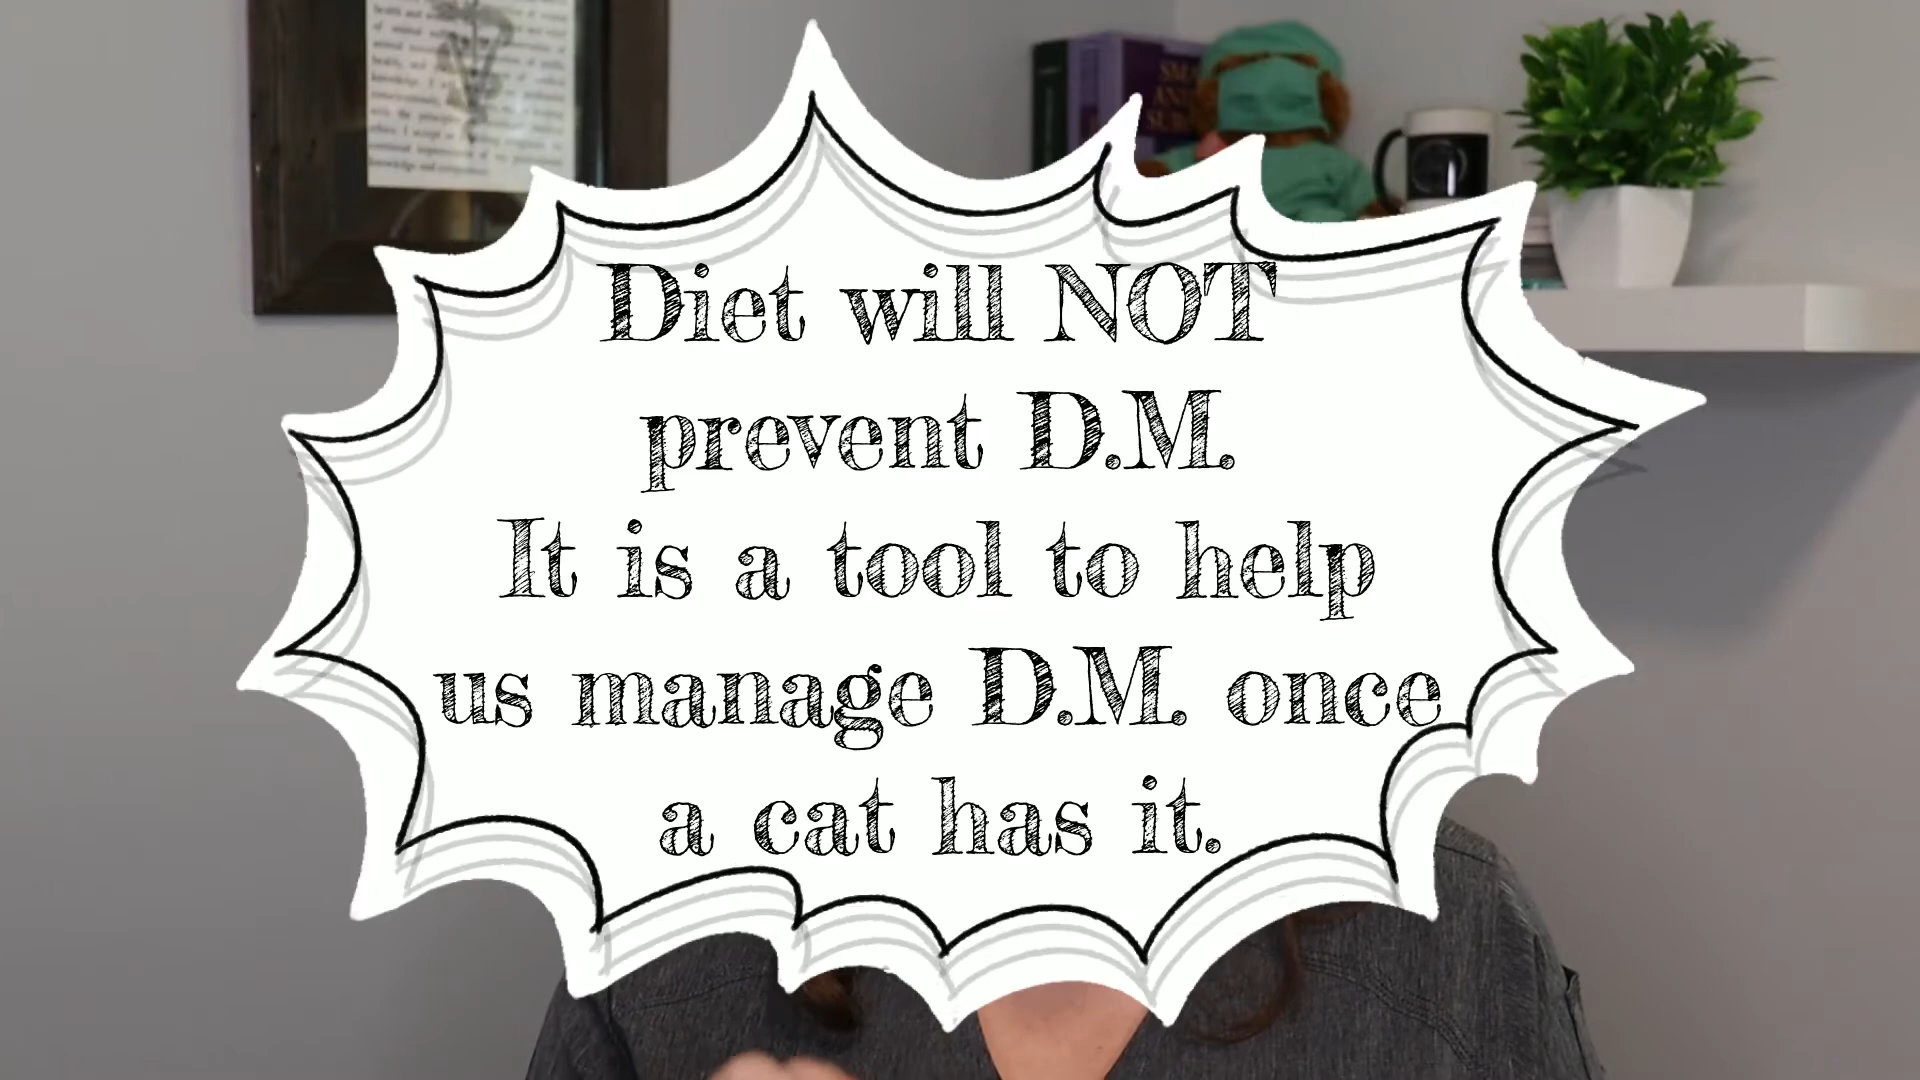 Diet will NOT
prevent D.M.
It is a tool to help
us manage D.M. once
a cat has it.